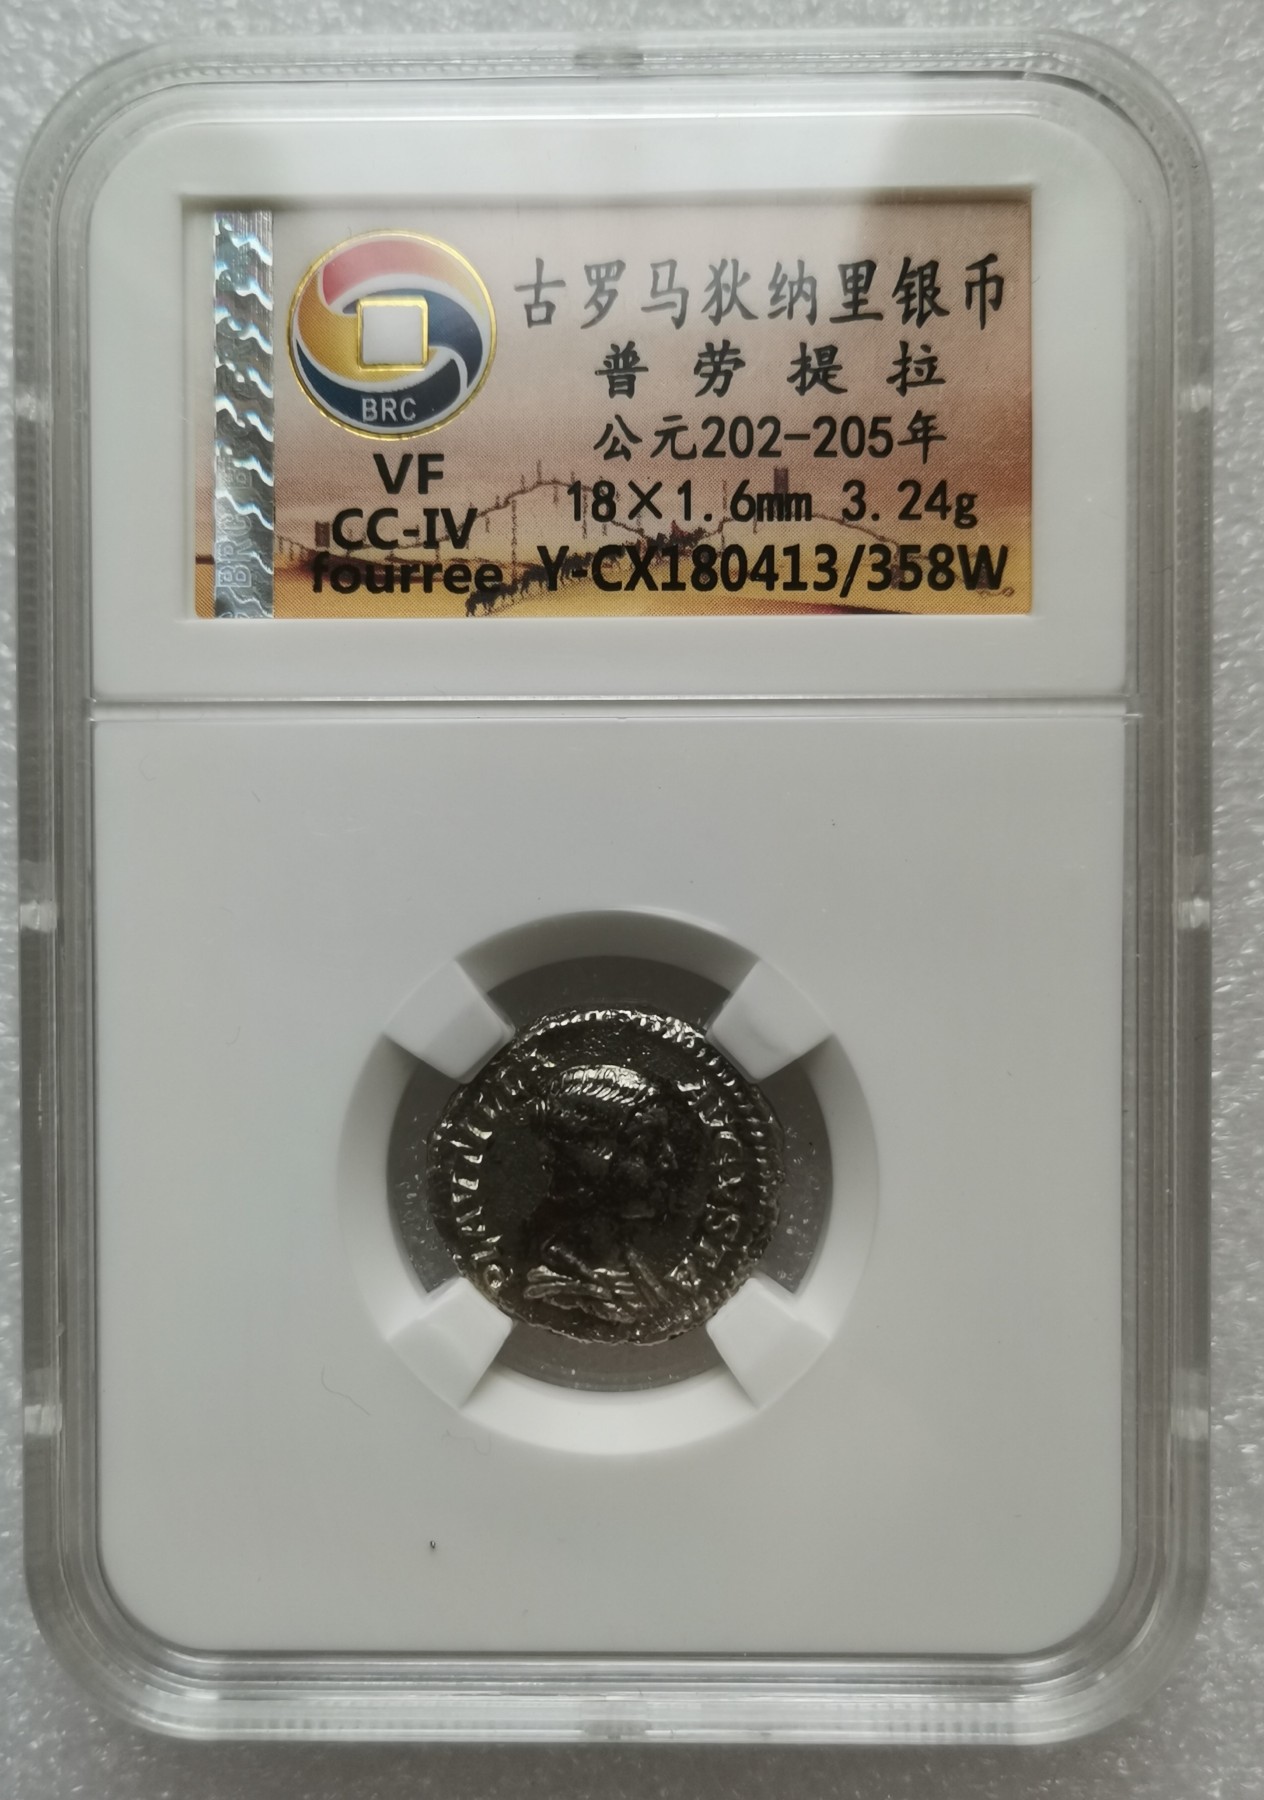 古罗马狄纳里银币
普劳提拉
公元202-205年
18×1.6mm 3.24g
Y-CX180413/358W
BRC
VF
CC-IV
fourree
AVGVSTA